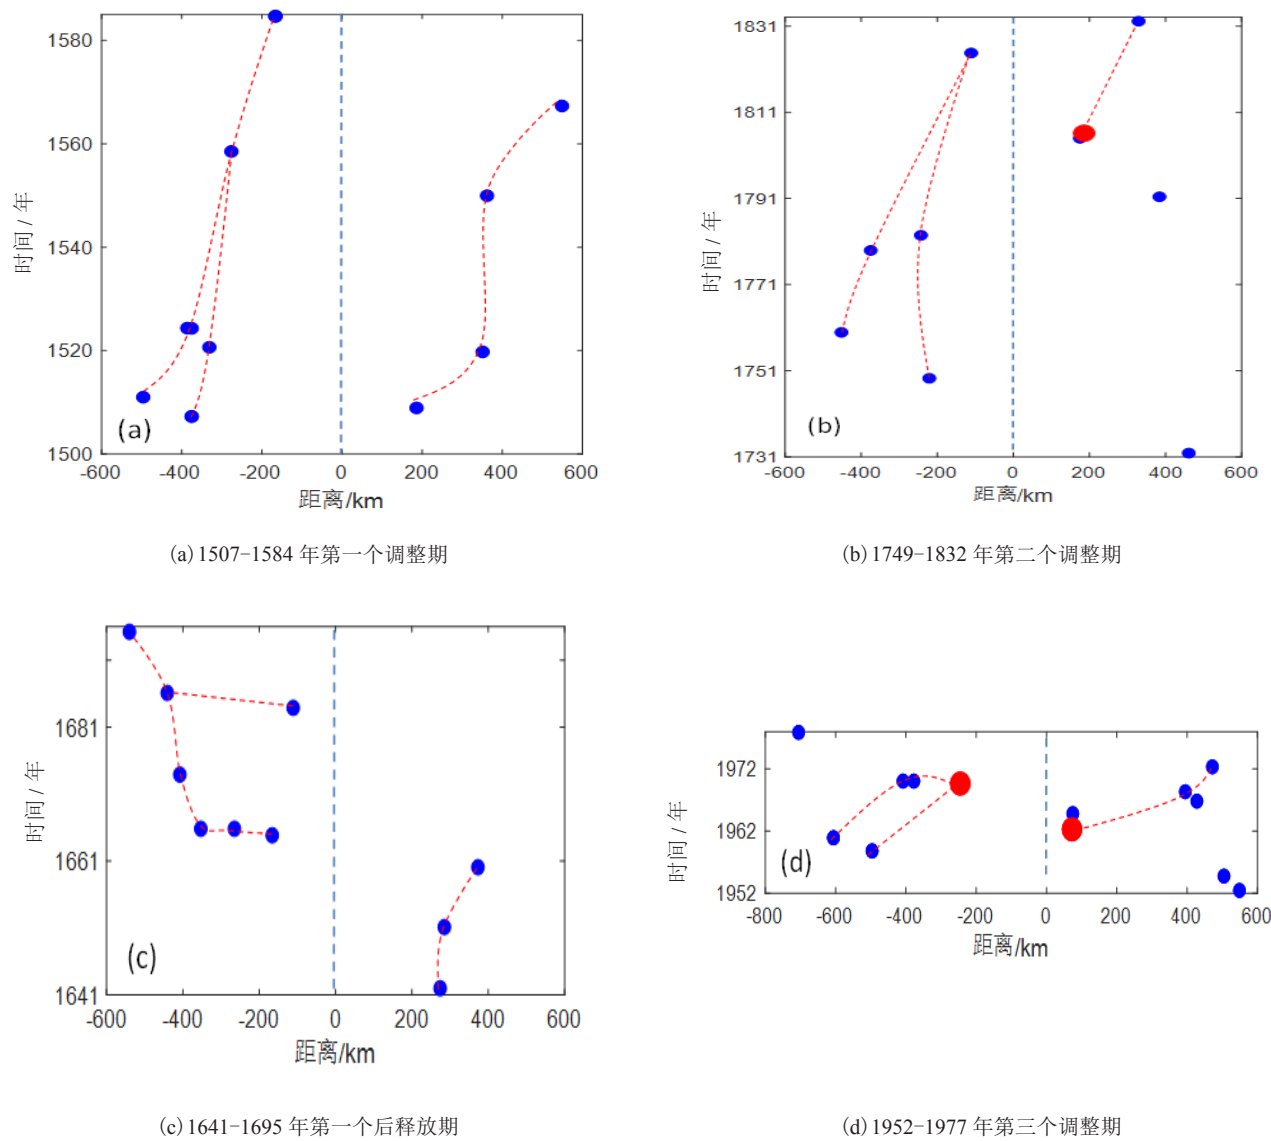 1580
1560
1540
1520
1500
时间 / 年
(a)
-600 -400 -200 0 200 400 600
距离/km
(a) 1507-1584 年第一个调整期
1831
1811
1791
1771
1751
1731
时间 / 年
(b)
-600 -400 -200 0 200 400 600
距离/km
(b) 1749-1832 年第二个调整期
1681
1661
1641
时间 / 年
(c)
-600 -400 -200 0 200 400 600
距离/km
(c) 1641-1695 年第一个后释放期
1972
1962
1952
时间 / 年
(d)
-800 -600 -400 -200 0 200 400 600
距离/km
(d) 1952-1977 年第三个调整期